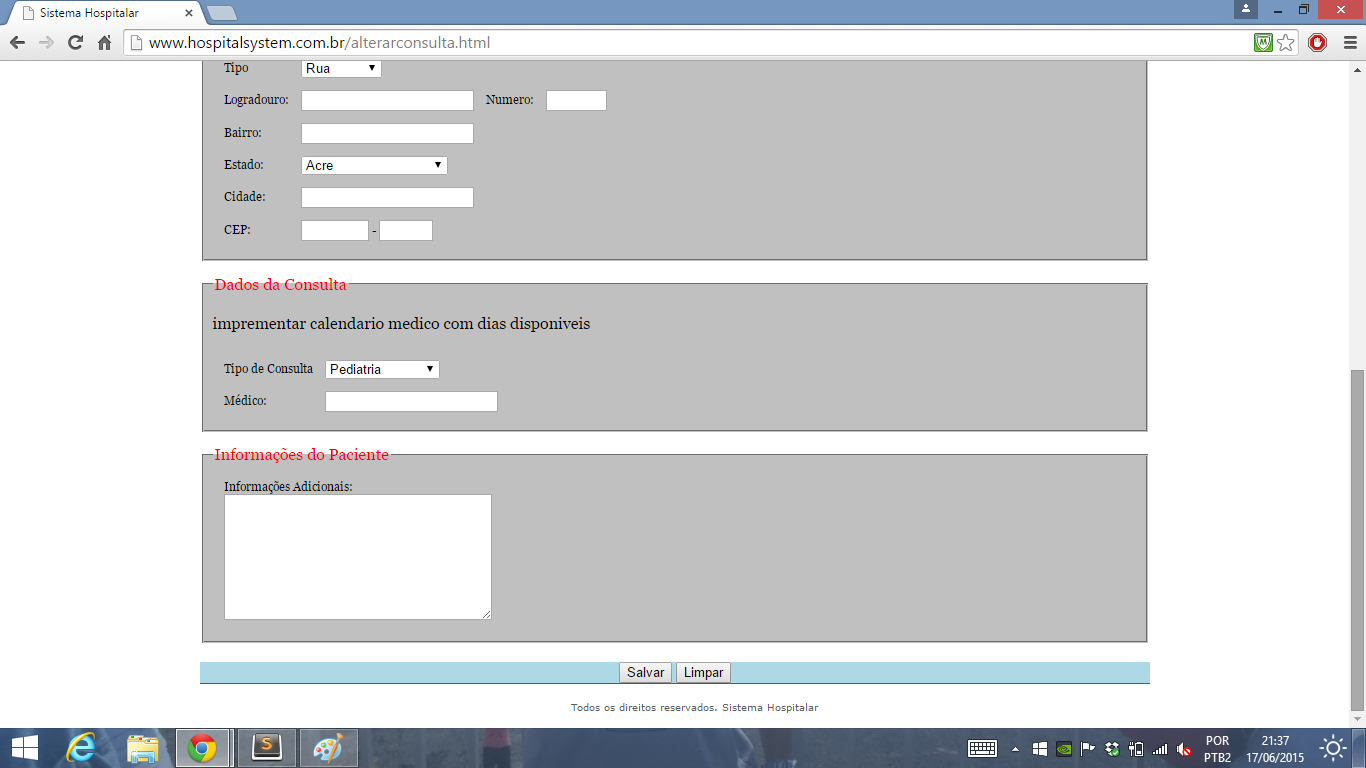 Sistema Hospitalar
www.hospitalsystem.com.br/alterarconsulta.html
Tipo Rua
Logradouro: Numero:
Bairro:
Estado: Acre
Cidade:
CEP: -
Dados da Consulta
imprementar calendario medico com dias disponiveis
Tipo de Consulta Pediatria
Médico:
Informações do Paciente
Informações Adicionais:
Salvar Limpar
Todos os direitos reservados. Sistema Hospitalar
POR 21:37
PTB2 17/06/2015